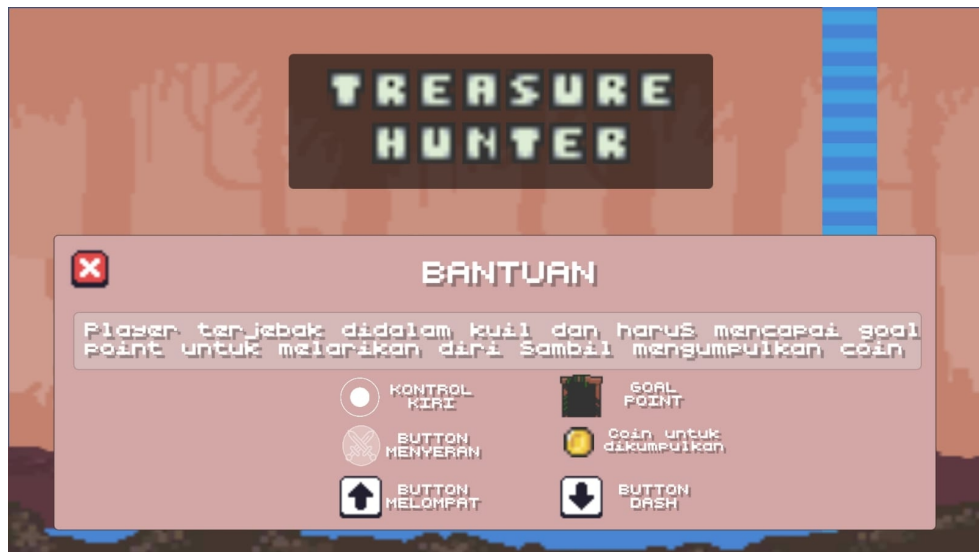 TREASURE
HUNTER
BANTUAN
Player terjebak didalam kuil dan haruS mencapai goal
point untuk melarikan diri Sambil mengumpulkan coin
KONTROL
KIRI
GOAL
POINT
BUTTON
MENYERAN
Coin untuk
dikumpulkan
BUTTON
MELOMPAT
BUTTON
DASH